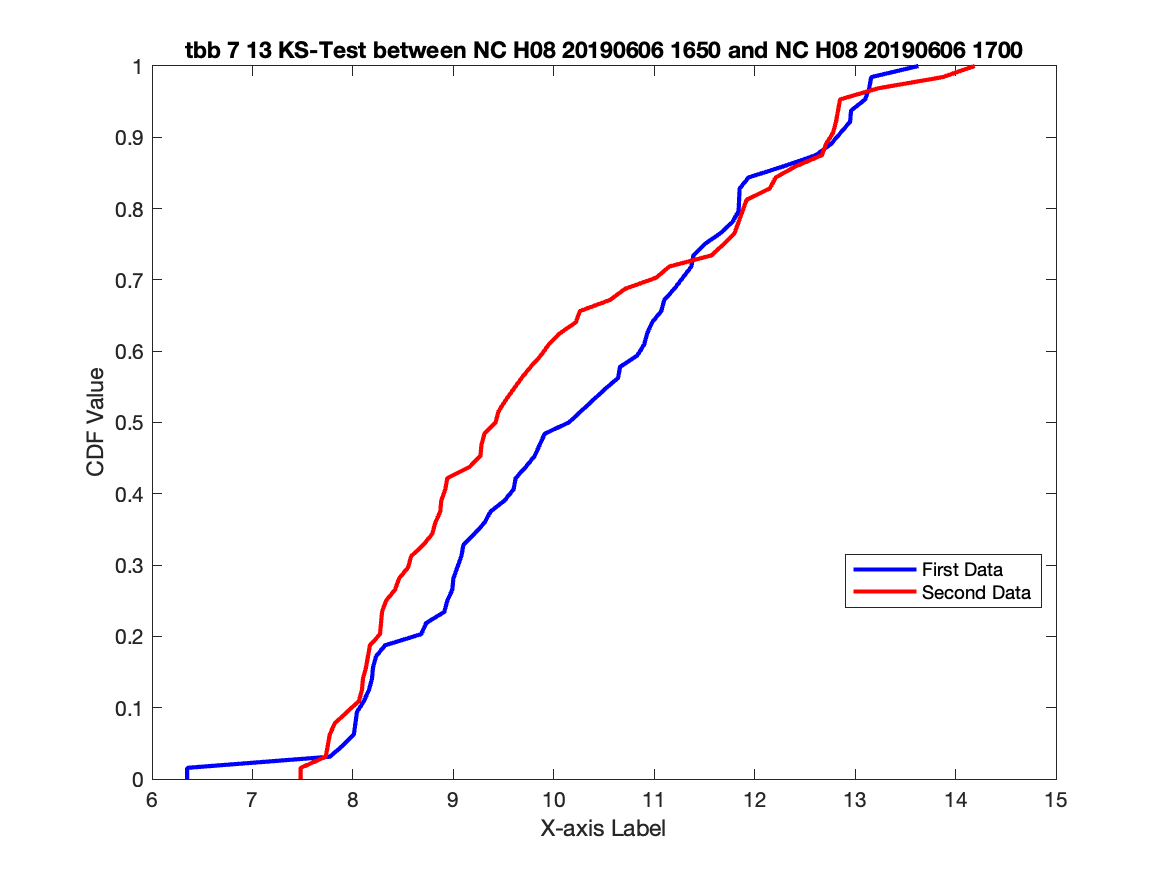 tbb 7 13 KS-Test between NC H08 20190606 1650 and NC H08 20190606 1700
1
0.9
0.8
0.7
0.6
0.5
0.4
0.3
0.2
0.1
0
CDF Value
First Data
Second Data
6 7 8 9 10 11 12 13 14 15
X-axis Label